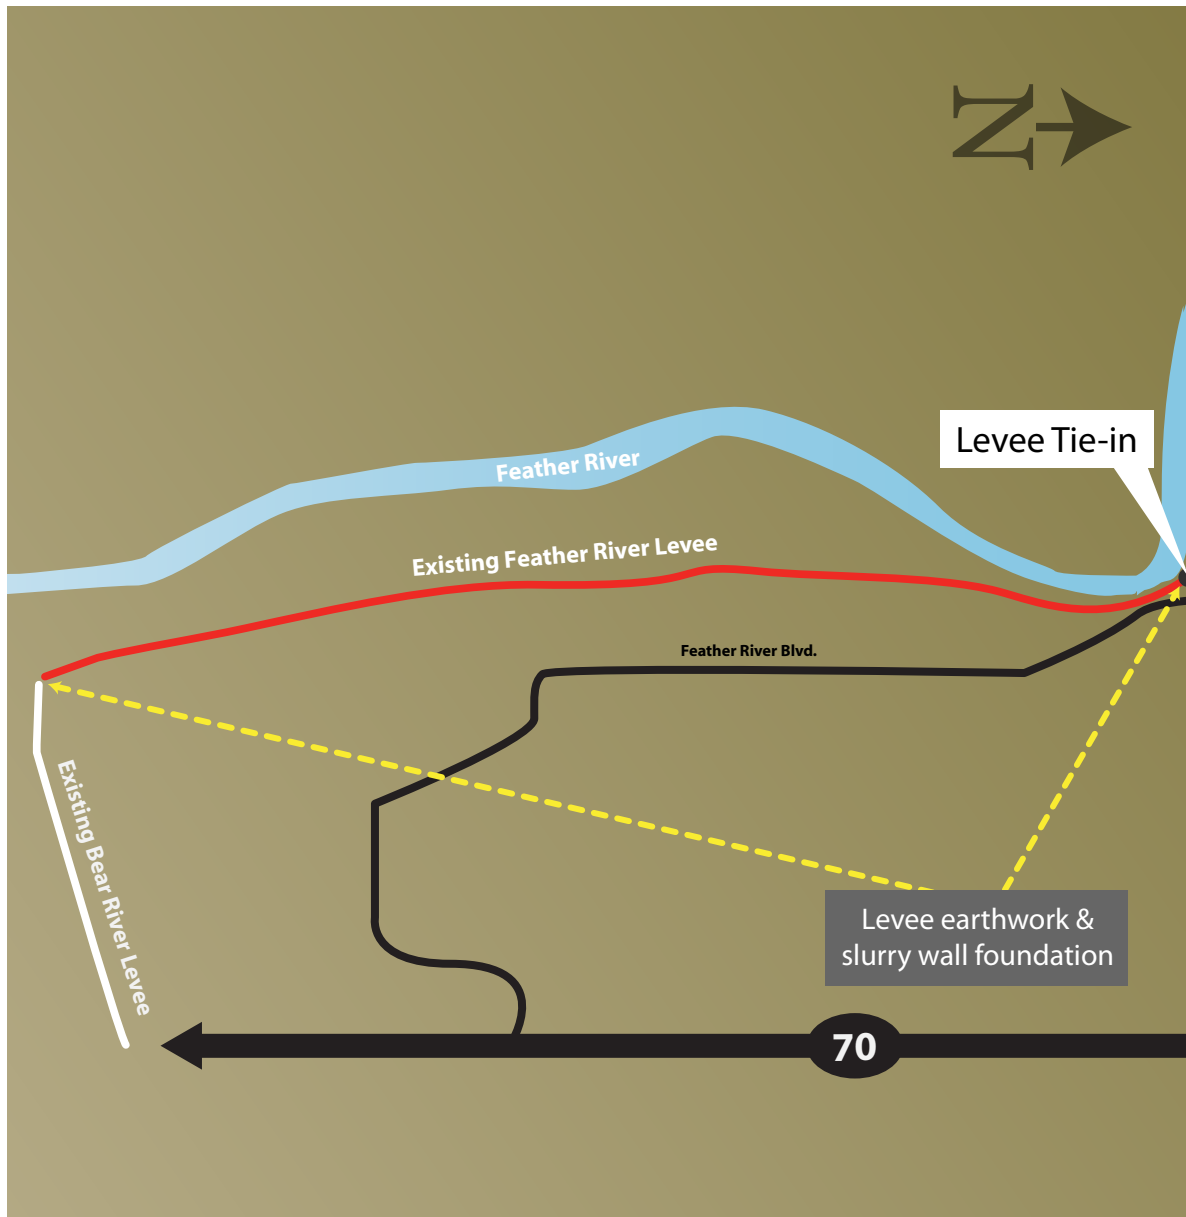 N
Levee Tie-in
Feather River
Existing Feather River Levee
Feather River Blvd.
Existing Bear River Levee
Levee earthwork &
slurry wall foundation
70